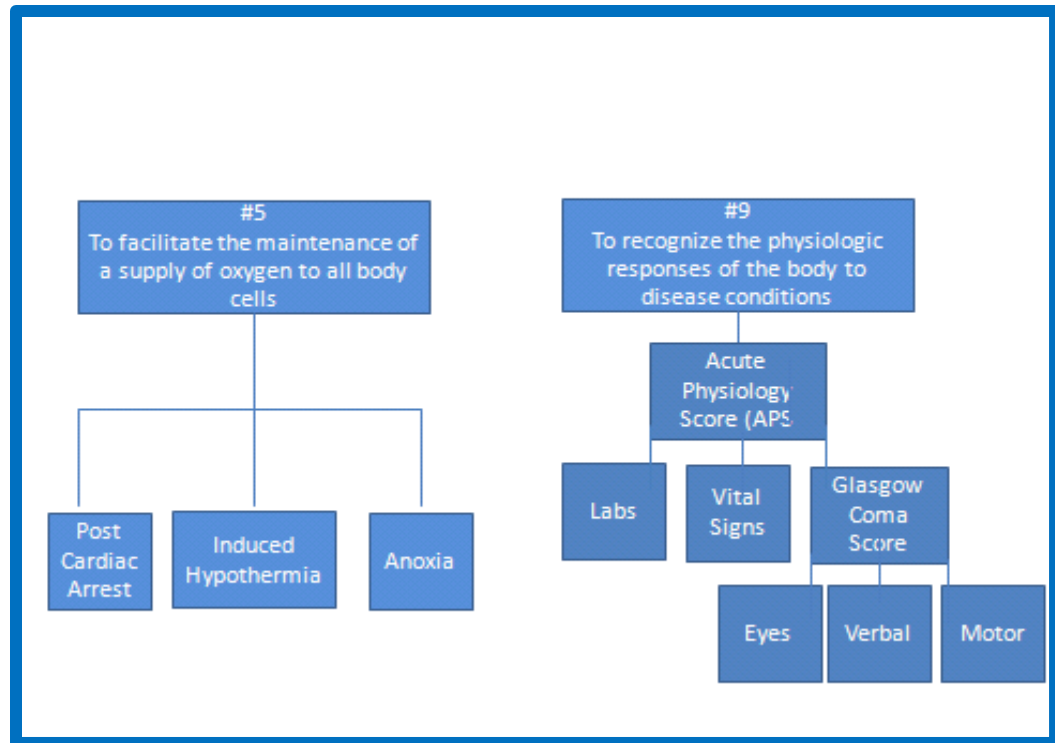 #5
To facilitate the maintenance of
a supply of oxygen to all body
cells
#9
To recognize the physiologic
responses of the body to
disease conditions
Acute
Physiology
Score (APS
Post
Cardiac
Arrest
Induced
Hypothermia
Anoxia
Labs
Vital
Signs
Glasgow
Coma
Score
Eyes
Verbal
Motor